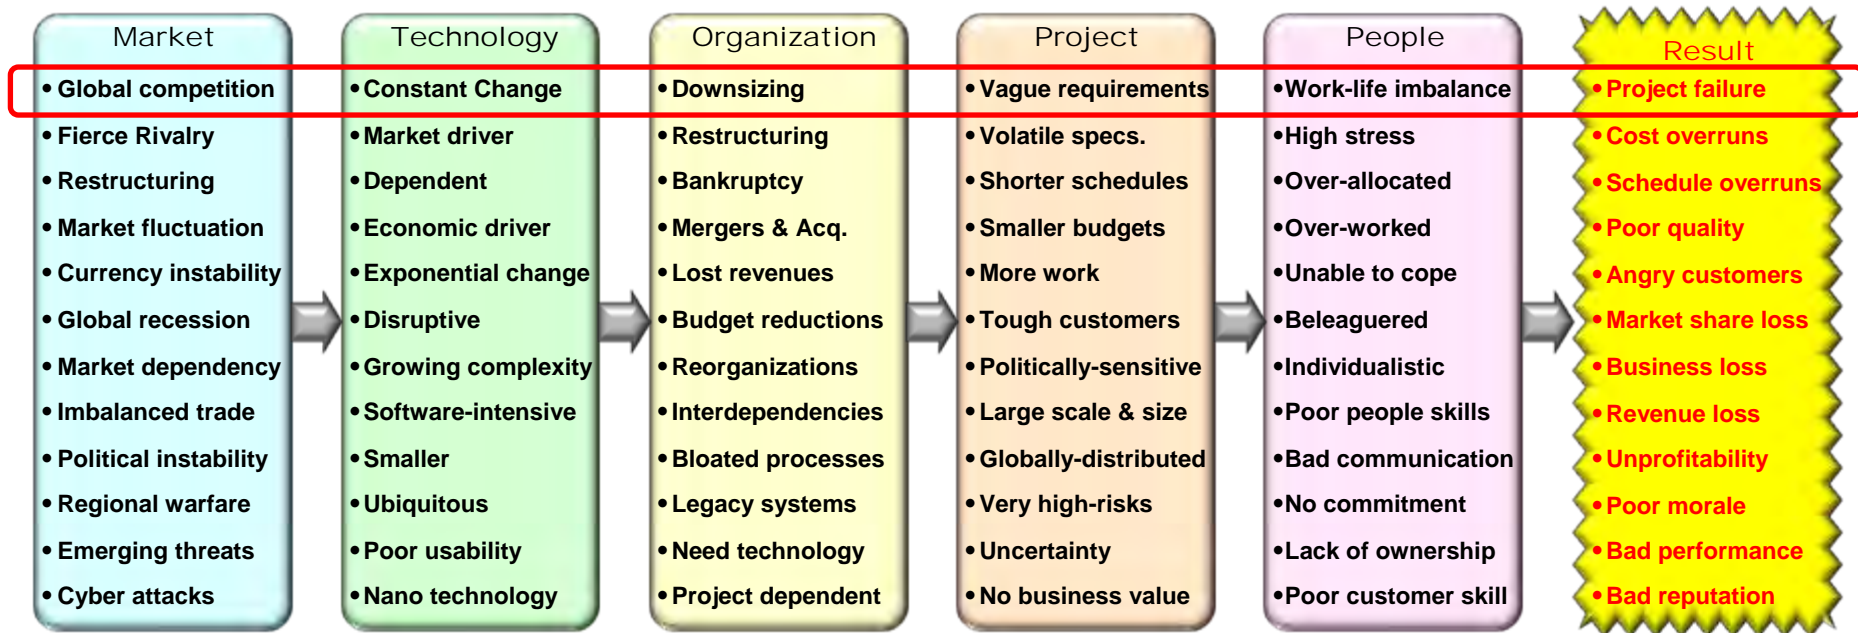 Market
• Global competition
• Fierce Rivalry
• Restructuring
• Market fluctuation
• Currency instability
• Global recession
• Market dependency
• Imbalanced trade
• Political instability
• Regional warfare
• Emerging threats
• Cyber attacks
Technology
• Constant Change
• Market driver
• Dependent
• Economic driver
• Exponential change
• Disruptive
• Growing complexity
• Software-intensive
• Smaller
• Ubiquitous
• Poor usability
• Nano technology
Organization
• Downsizing
• Restructuring
• Bankruptcy
• Mergers & Acq.
• Lost revenues
• Budget reductions
• Reorganizations
• Interdependencies
• Bloated processes
• Legacy systems
• Need technology
• Project dependent
Project
• Vague requirements
• Volatile specs.
• Shorter schedules
• Smaller budgets
• More work
• Tough customers
• Politically-sensitive
• Large scale & size
• Globally-distributed
• Very high-risks
• Uncertainty
• No business value
People
• Work-life imbalance
• High stress
• Over-allocated
• Over-worked
• Unable to cope
• Beleaguered
• Individualistic
• Poor people skills
• Bad communication
• No commitment
• Lack of ownership
• Poor customer skill
Result
• Project failure
• Cost overruns
• Schedule overruns
• Poor quality
• Angry customers
• Market share loss
• Business loss
• Revenue loss
• Unprofitability
• Poor morale
• Bad performance
• Bad reputation